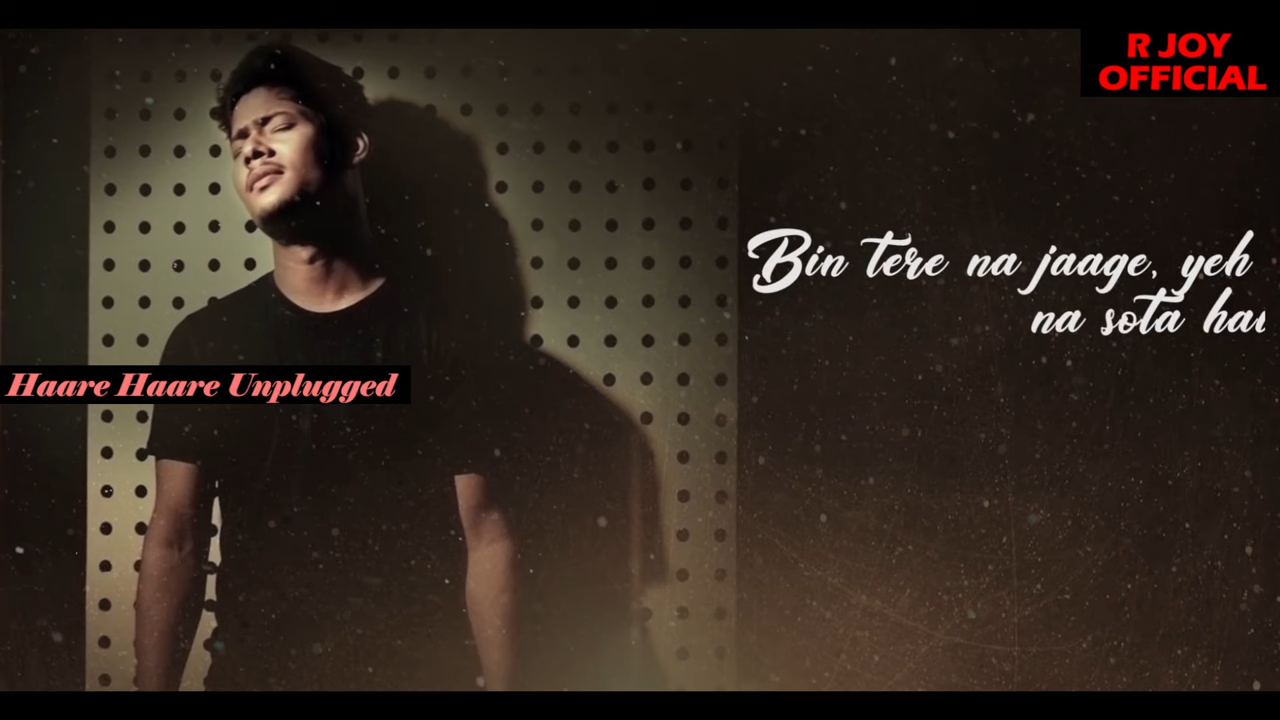 R JOY
OFFICIAL
Bin tere na jaage, yeh
na sota
Haare Haare Unplugged